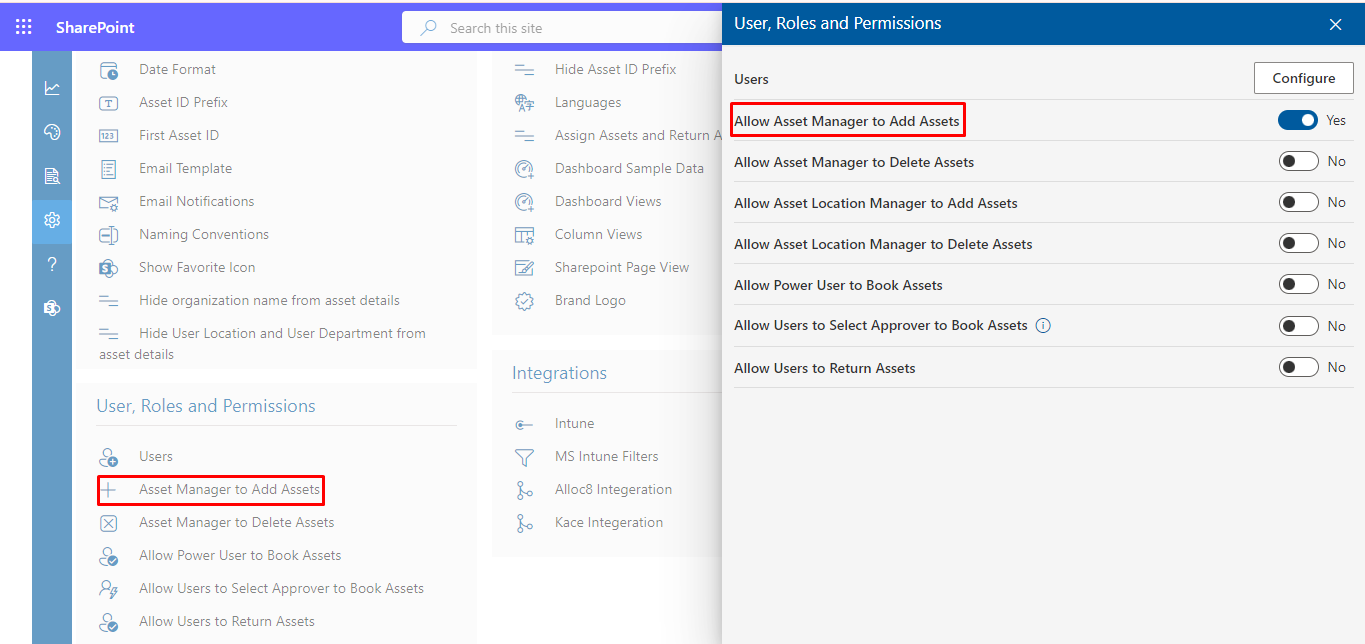 SharePoint
Search this site
Date Format
Asset ID Prefix
First Asset ID
Email Template
Email Notifications
Naming Conventions
Show Favorite Icon
Hide organization name from asset details
Hide User Location and User Department from
asset details
User, Roles and Permissions
Users
Asset Manager to Add Assets
Asset Manager to Delete Assets
Allow Power User to Book Assets
Allow Users to Select Approver to Book Assets
Allow Users to Return Assets
Hide Asset ID Prefix
Languages
Assign Assets and Return A
Dashboard Sample Data
Dashboard Views
Column Views
Sharepoint Page View
Brand Logo
Integrations
Intune
MS Intune Filters
Alloc8 Integeration
Kace Integeration
User, Roles and Permissions
Users Configure
Allow Asset Manager to Add Assets Yes
Allow Asset Manager to Delete Assets No
Allow Asset Location Manager to Add Assets No
Allow Asset Location Manager to Delete Assets No
Allow Power User to Book Assets No
Allow Users to Select Approver to Book Assets No
Allow Users to Return Assets No